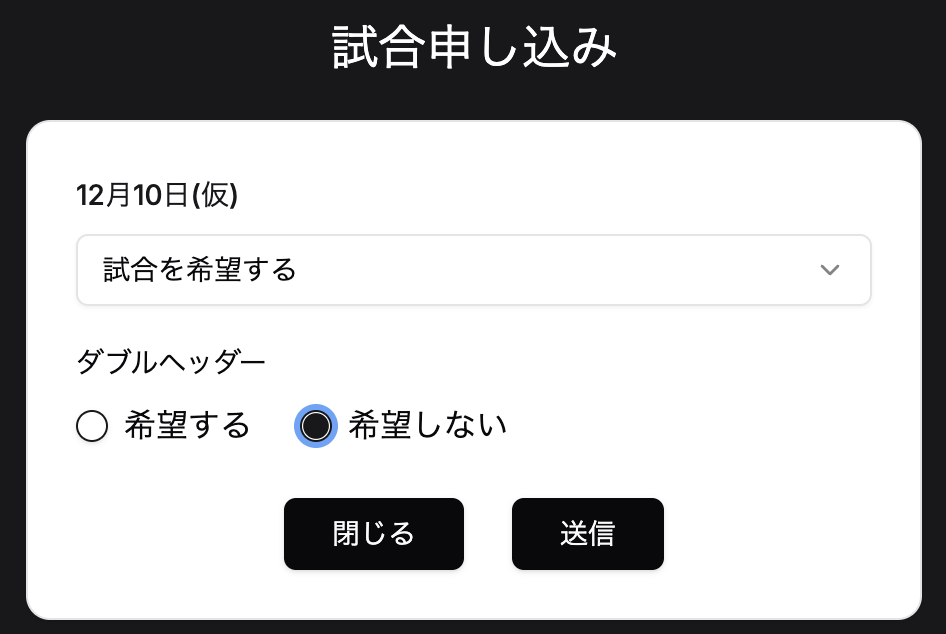 試合申し込み
12月10日(仮)
試合を希望する
ダブルヘッダー
希望する 希望しない
閉じる 送信